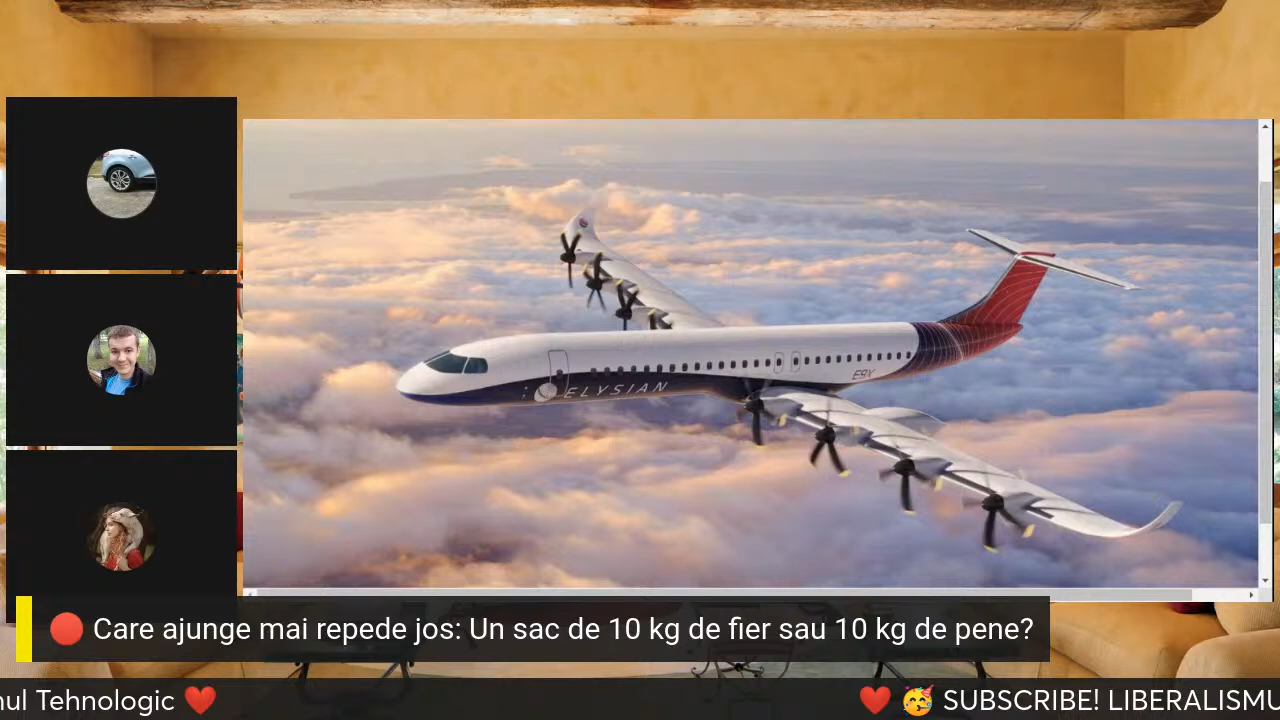 ELYSIAN
E9X
🔴 Care ajunge mai repede jos: Un sac de 10 kg de fier sau 10 kg de pene?
nul Tehnologic ❤️ ❤️ 🥳 SUBSCRIBE! LIBERALISMU